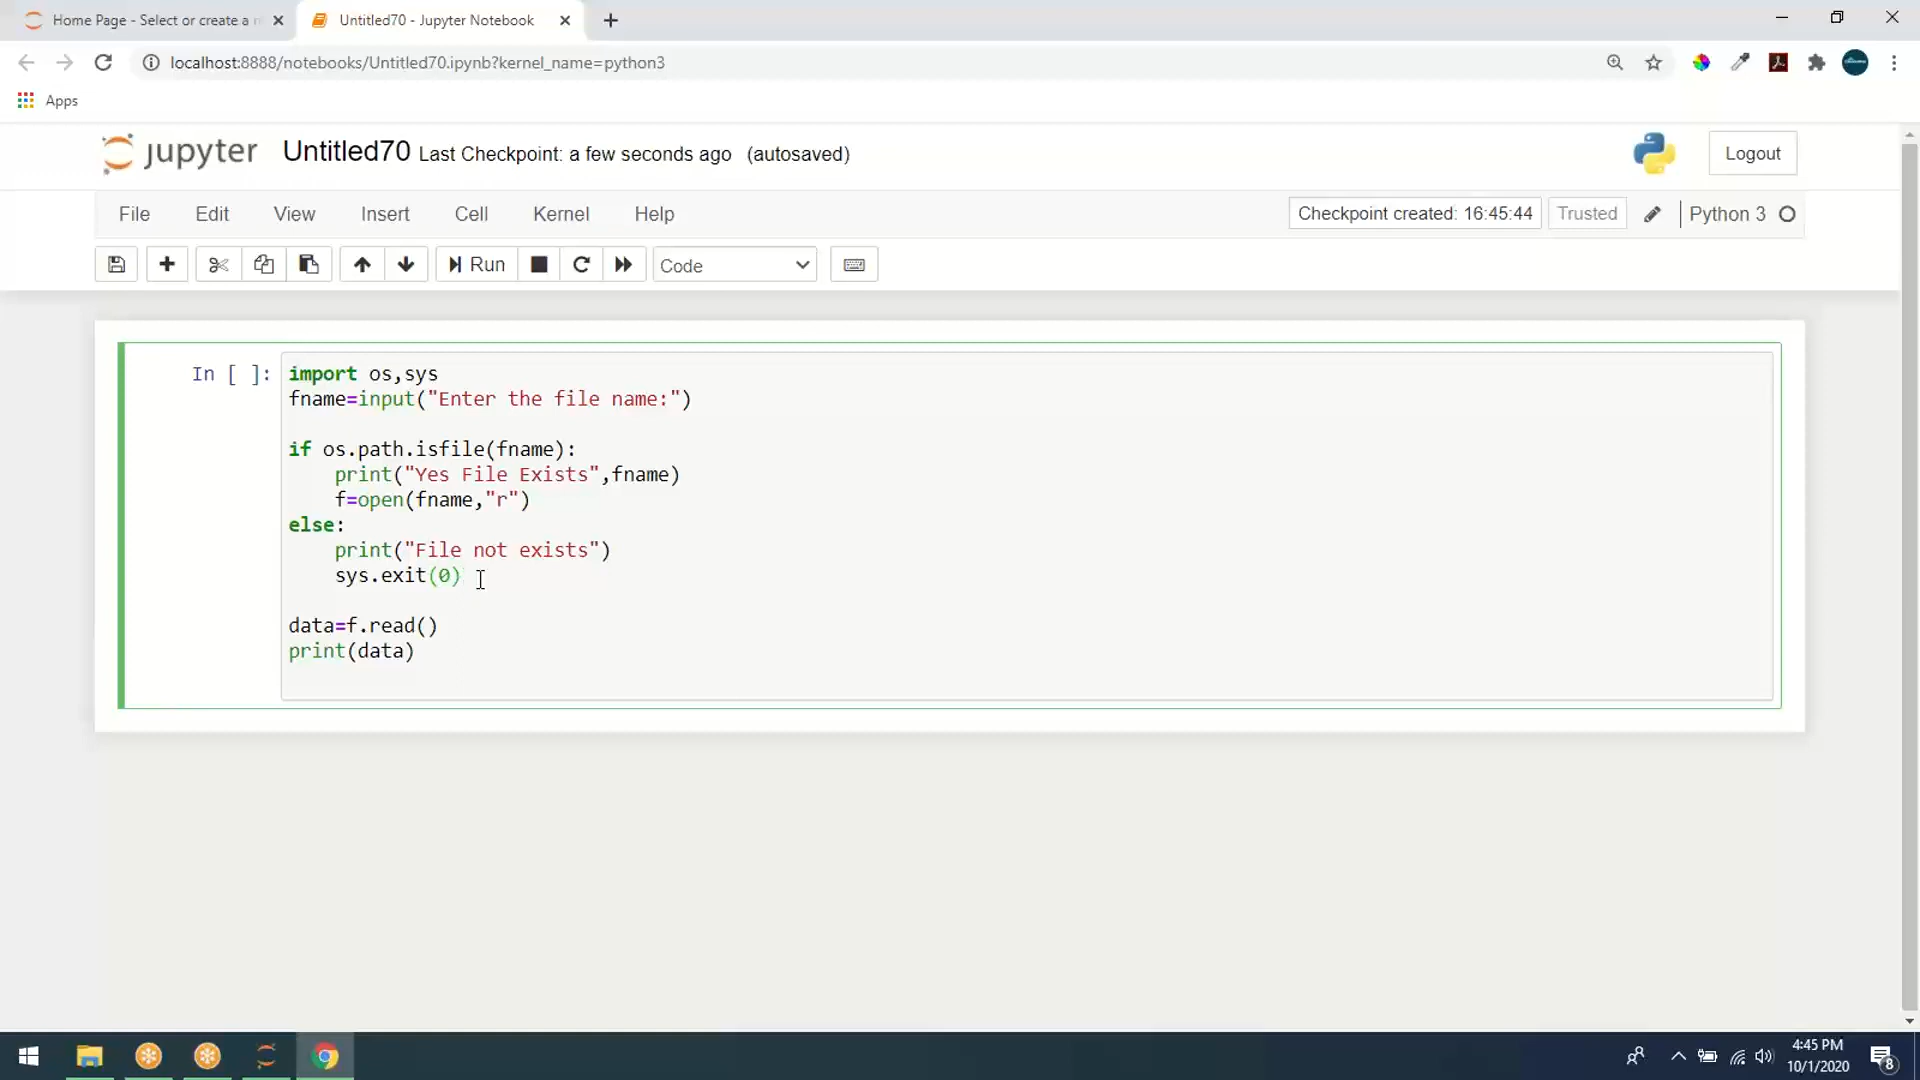 Home Page - Select or create a n
Untitled70 - Jupyter Notebook
localhost:8888/notebooks/Untitled70.ipynb?kernel_name=python3
Apps
jupyter Untitled70 Last Checkpoint: a few seconds ago (autosaved)
Logout
File Edit View Insert Cell Kernel Help
Checkpoint created: 16:45:44 Trusted Python 3
Run Code
In [ ]: import os,sys
fname=input("Enter the file name:")
if os.path.isfile(fname):
    print("Yes File Exists",fname)
    f=open(fname,"r")
else:
    print("File not exists")
    sys.exit(0)
data=f.read()
print(data)
4:45 PM
10/1/2020
8